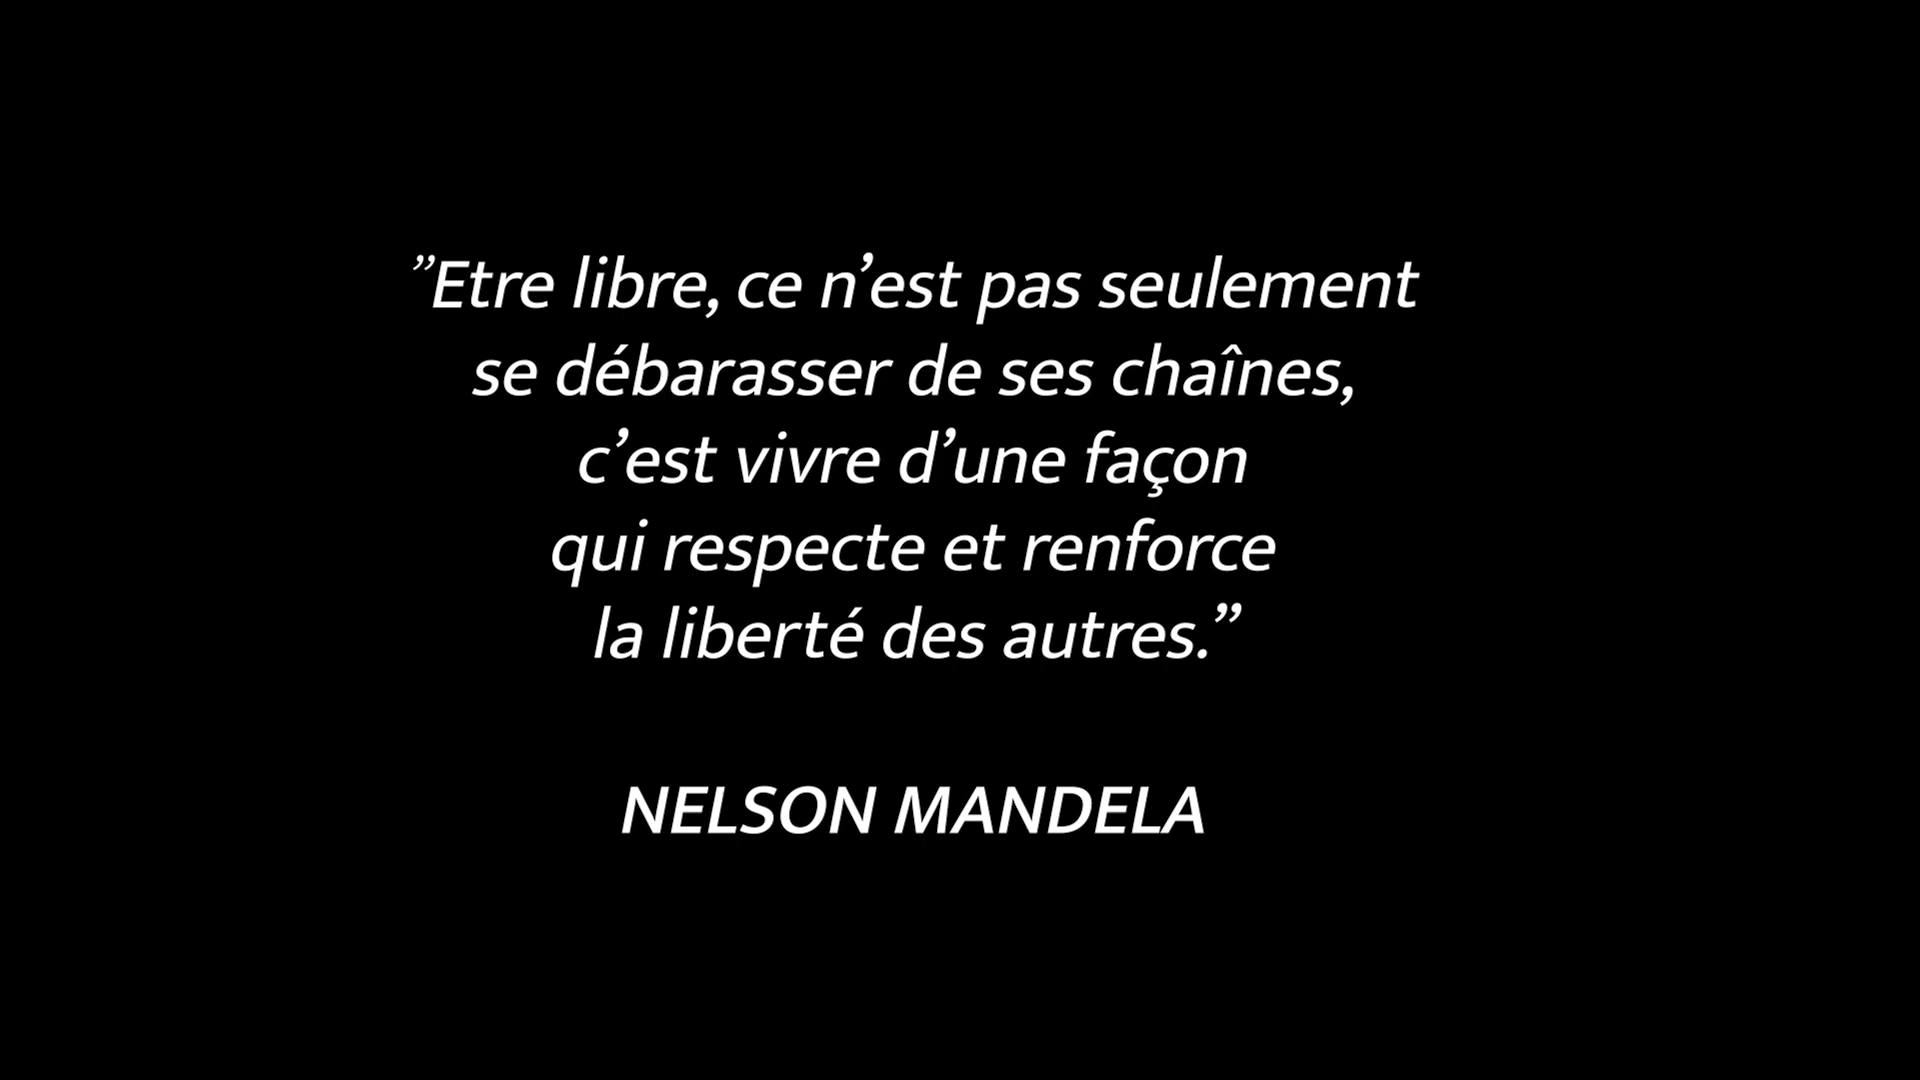 ”Etre libre, ce n’est pas seulement
se débarasser de ses chaînes,
c’est vivre d’une façon
qui respecte et renforce
la liberté des autres.”
NELSON MANDELA